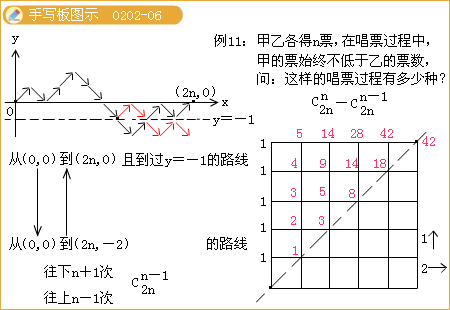 手写板图示 0202-06
例11: 甲乙各得n票,在唱票过程中,
甲的票始终不低于乙的票数,
问: 这样的唱票过程有多少种?
C_{2n}^{n} - C_{2n}^{n-1}
y
(2n,0)
0
x
y=-1
从(0,0)到(2n,0) 且到过y=-1的路线
从(0,0)到(2n,-2) 的路线
往下n+1次
往上n-1次
C_{2n}^{n-1}
5 14 28 42
1 42
4 9 14 18
1
3 5 8
1
2 3
1
1
1
1↑
2→